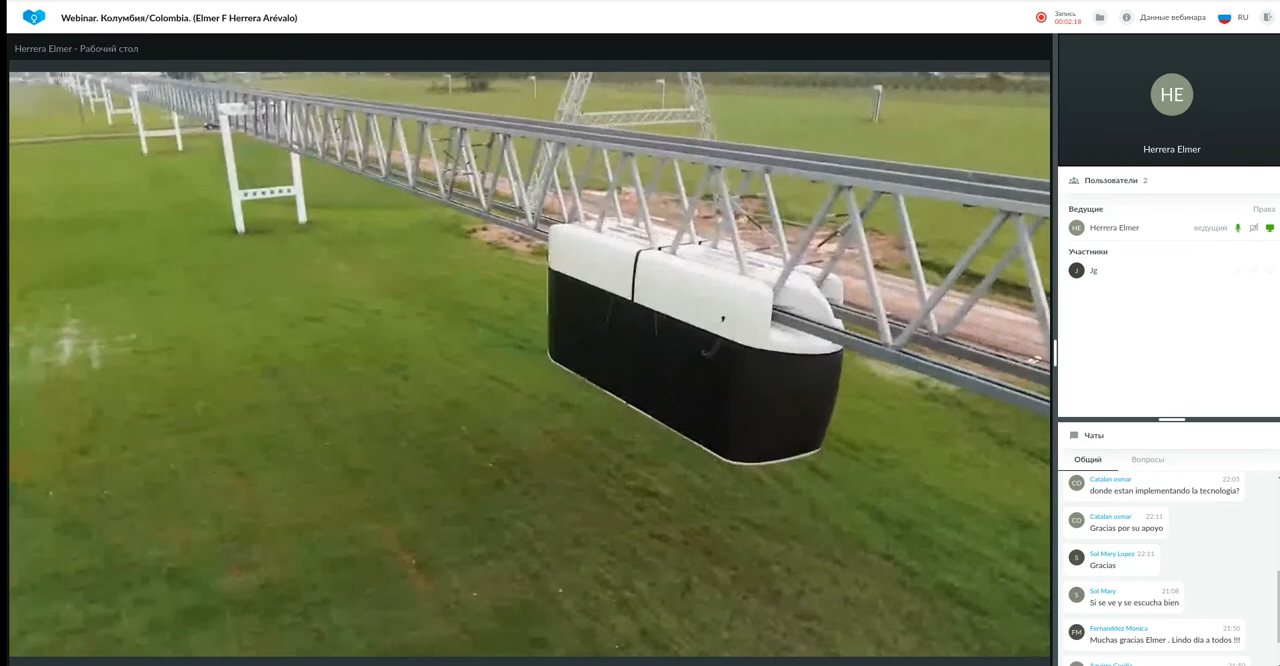 Webinar. Колумбия/Colombia. (Elmer F Herrera Arévalo)
Запись
00:02:18
Данные вебинара
RU
Herrera Elmer - Рабочий стол
HE
Herrera Elmer
Пользователи 2
Ведущие Права
HE Herrera Elmer ведущий
Участники
J Jg
Чаты
Общий Вопросы
CO Catalan osmar 22:05
donde estan implementando la tecnologia?
CO Catalan osmar 22:11
Gracias por su apoyo
S Sol Mary Lopez 22:11
Gracias
S Sol Mary 21:08
Si se ve y se escucha bien
FM Fernanddez Monica 21:50
Muchas gracias Elmer . Lindo día a todos !!!